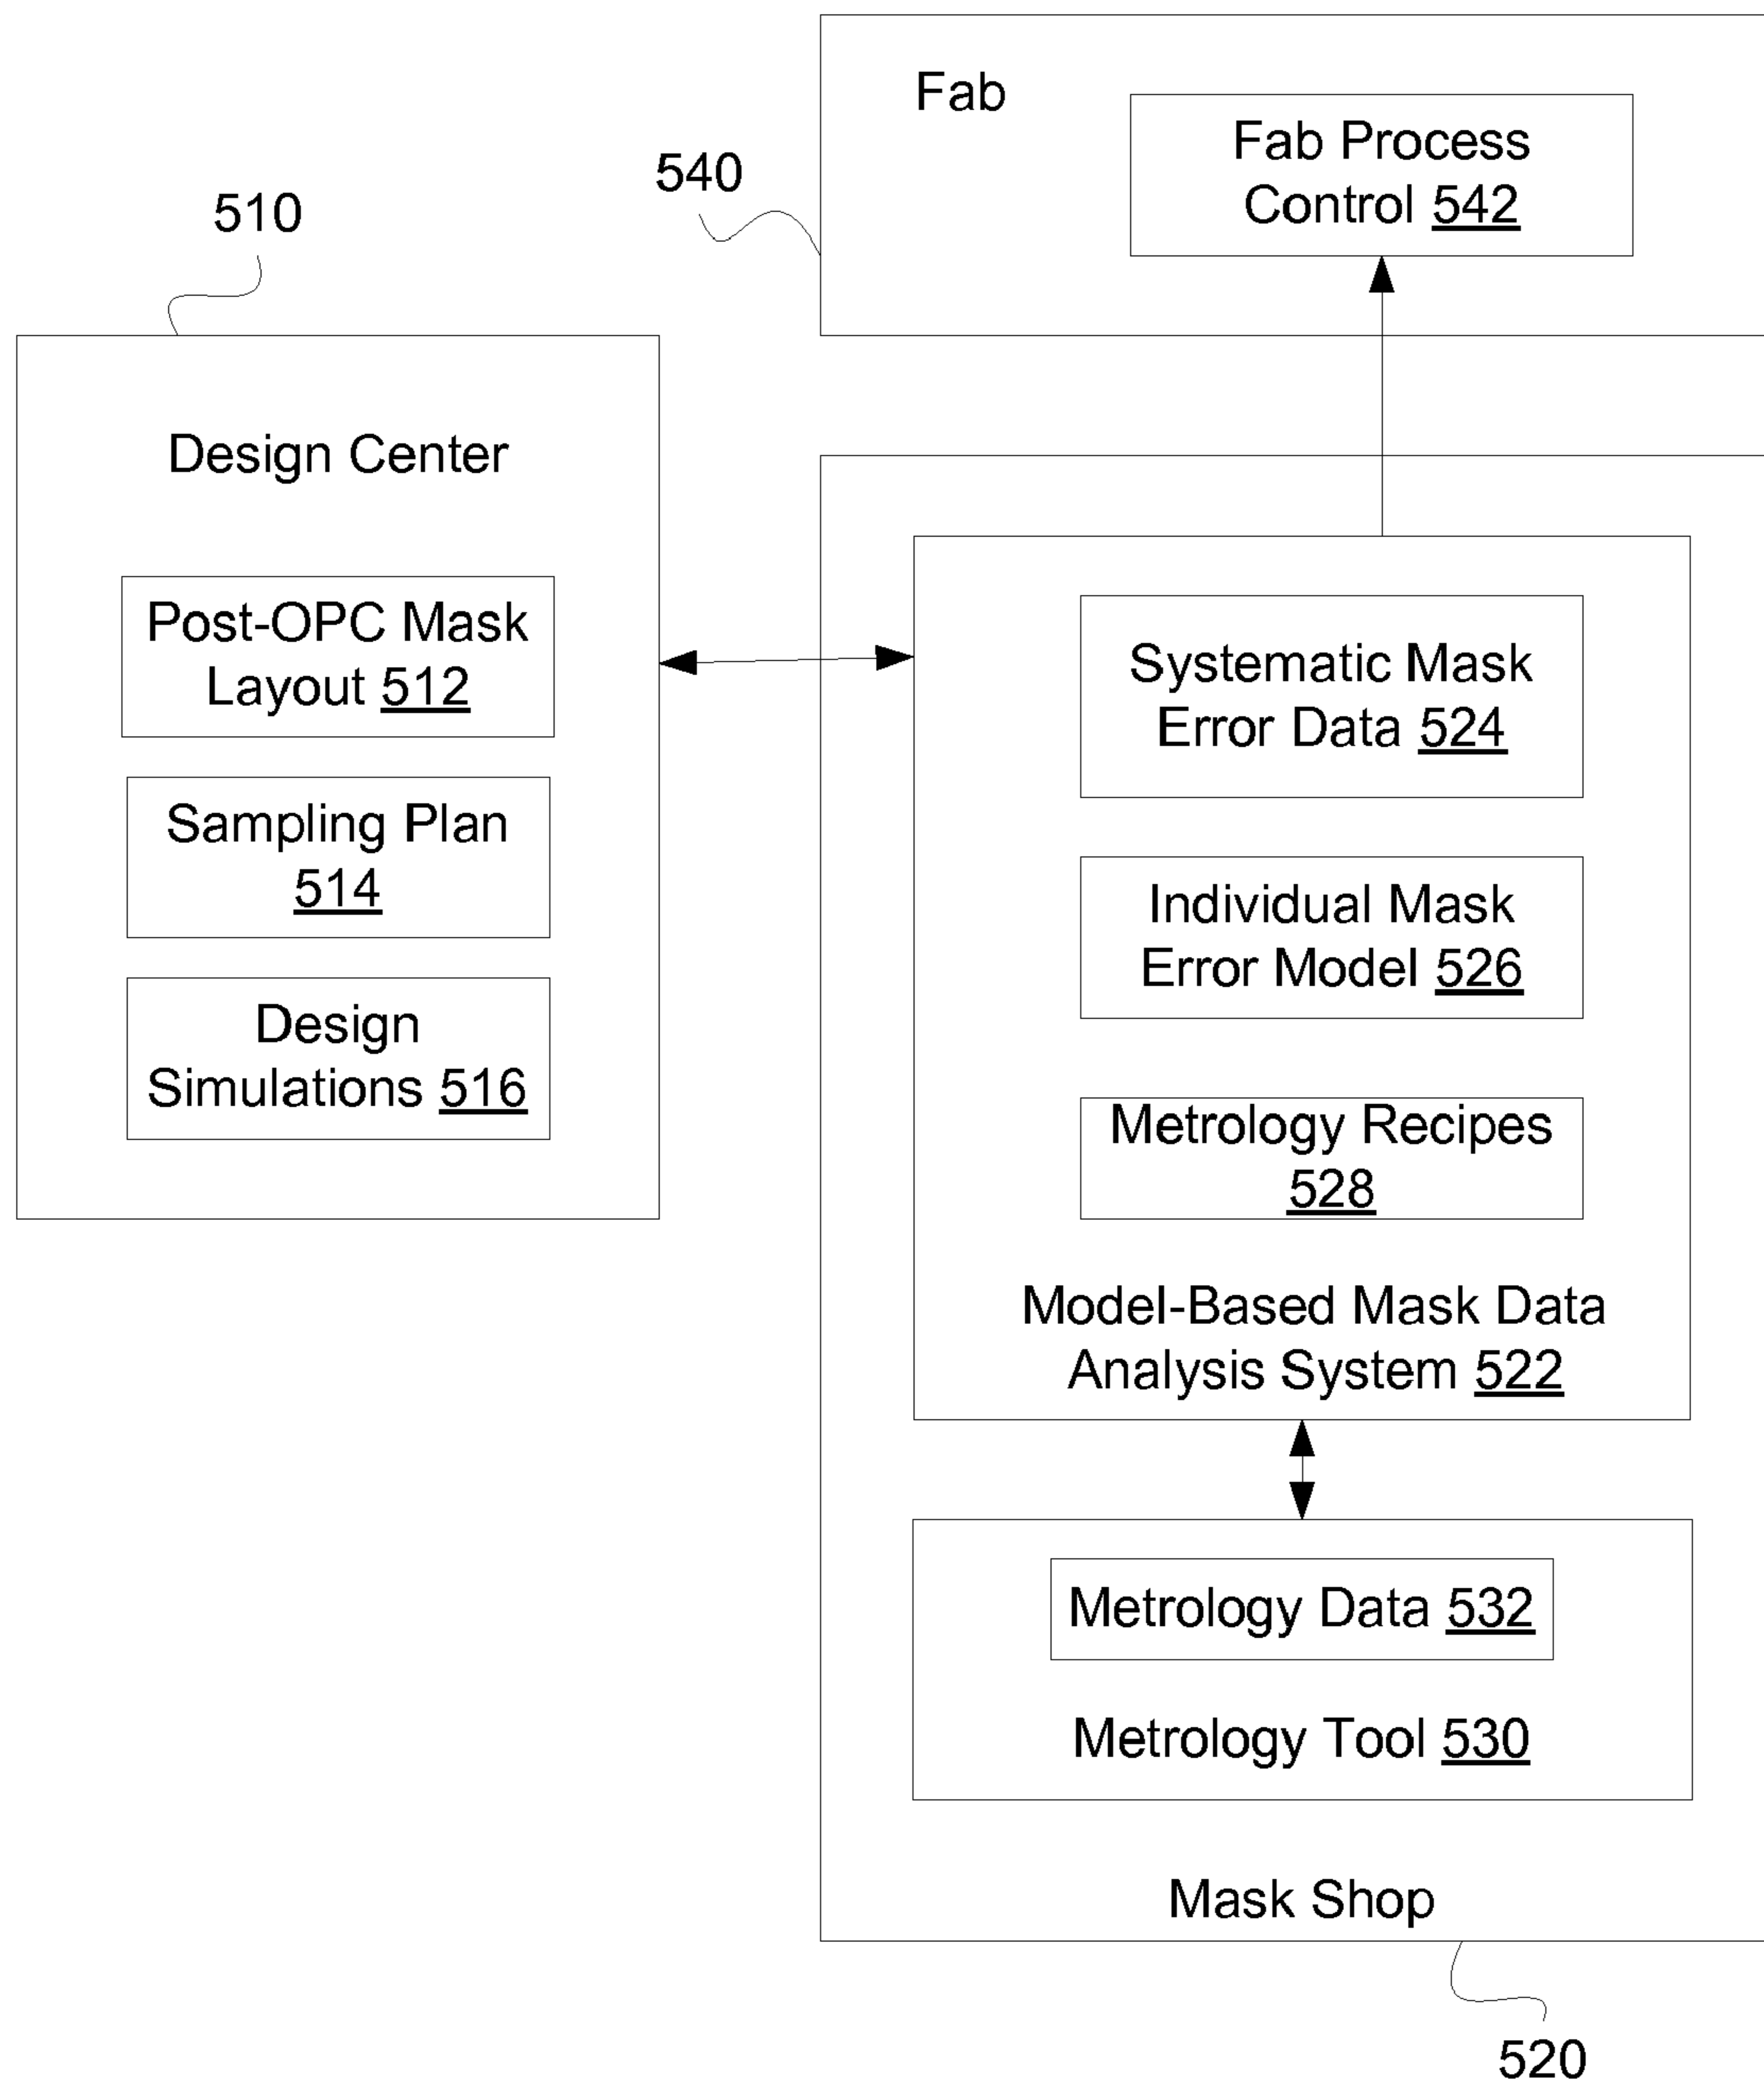 Fab
Fab Process
Control 542
540
510
Design Center
Post-OPC Mask
Layout 512
Sampling Plan
514
Design
Simulations 516
Systematic Mask
Error Data 524
Individual Mask
Error Model 526
Metrology Recipes
528
Model-Based Mask Data
Analysis System 522
Metrology Data 532
Metrology Tool 530
Mask Shop
520